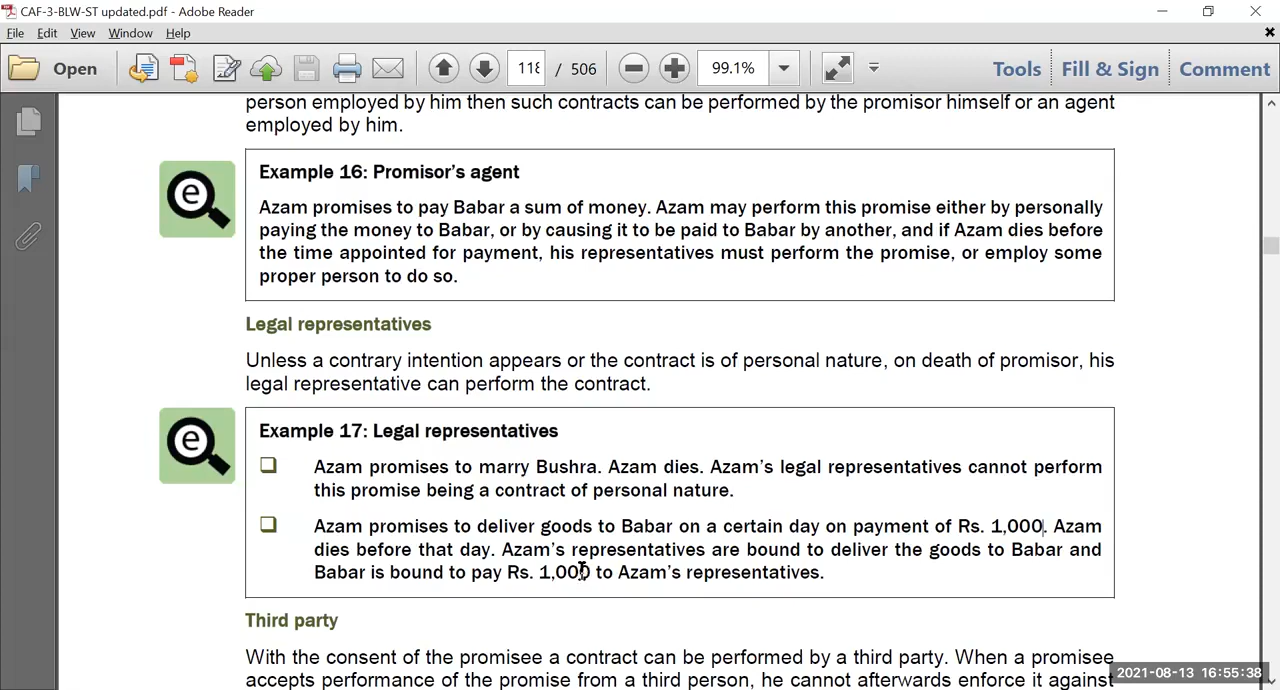 CAF-3-BLW-ST updated.pdf - Adobe Reader
File Edit View Window Help
Open 118 / 506 99.1% Tools Fill & Sign Comment
person employed by him then such contracts can be performed by the promisor himself or an agent
employed by him.
Example 16: Promisor's agent
Azam promises to pay Babar a sum of money. Azam may perform this promise either by personally
paying the money to Babar, or by causing it to be paid to Babar by another, and if Azam dies before
the time appointed for payment, his representatives must perform the promise, or employ some
proper person to do so.
Legal representatives
Unless a contrary intention appears or the contract is of personal nature, on death of promisor, his
legal representative can perform the contract.
Example 17: Legal representatives
Azam promises to marry Bushra. Azam dies. Azam's legal representatives cannot perform
this promise being a contract of personal nature.
Azam promises to deliver goods to Babar on a certain day on payment of Rs. 1,000. Azam
dies before that day. Azam's representatives are bound to deliver the goods to Babar and
Babar is bound to pay Rs. 1,000 to Azam's representatives.
Third party
With the consent of the promisee a contract can be performed by a third party. When a promisee
accepts performance of the promise from a third person, he cannot afterwards enforce it against
2021-08-13 16:55:38